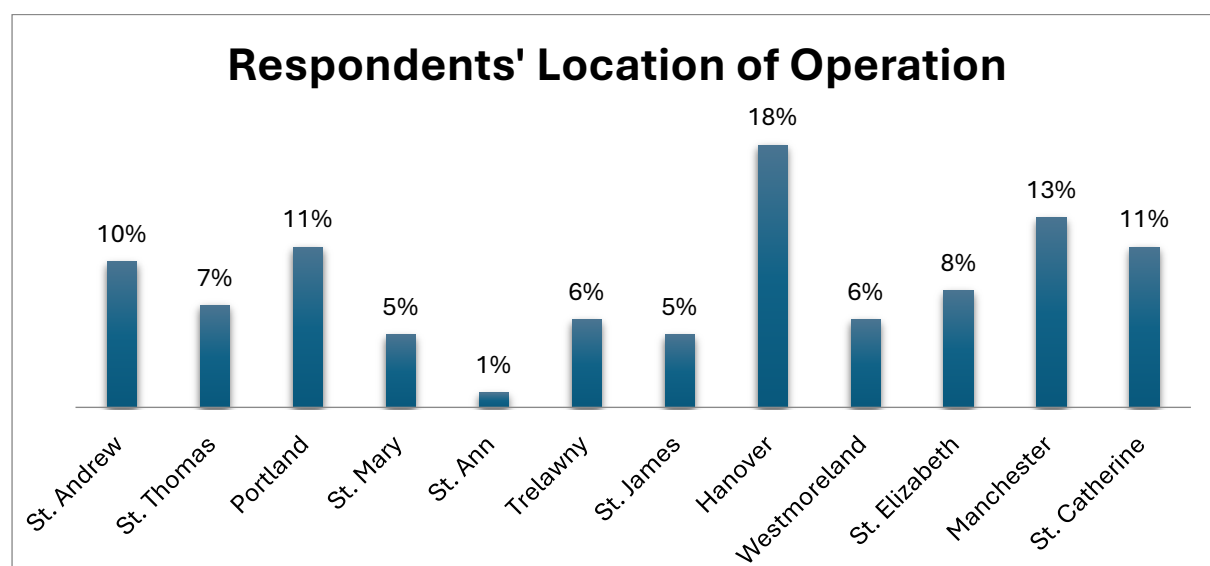 Respondents' Location of Operation
10%
7%
11%
5%
1%
6%
5%
18%
6%
8%
13%
11%
St. Andrew
St. Thomas
Portland
St. Mary
St. Ann
Trelawny
St. James
Hanover
Westmoreland
St. Elizabeth
Manchester
St. Catherine